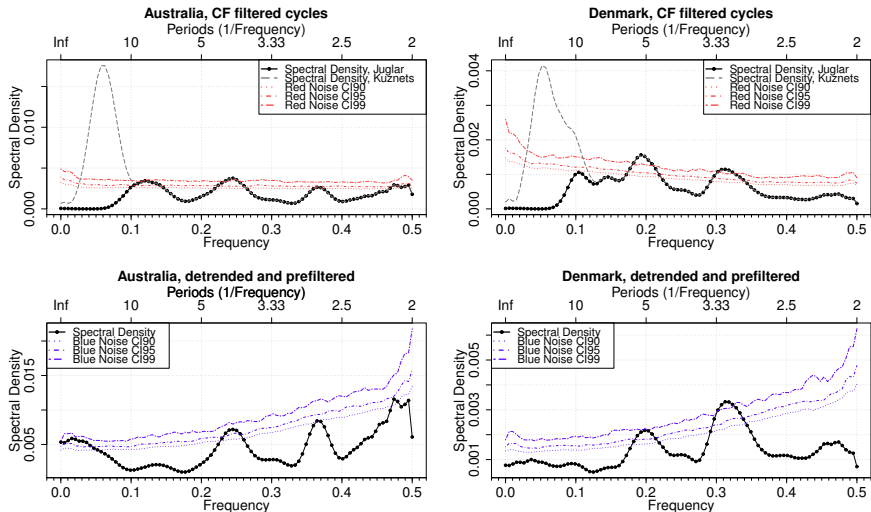 Australia, CF filtered cycles
Periods (1/Frequency)
Inf 10 5 3.33 2.5 2
Spectral Density, Juglar
Spectral Density, Kuznets
Red Noise CI90
Red Noise CI95
Red Noise CI99
Spectral Density
0.000 0.010
0.0 0.1 0.2 0.3 0.4 0.5
Frequency
Denmark, CF filtered cycles
Periods (1/Frequency)
Inf 10 5 3.33 2.5 2
Spectral Density, Juglar
Spectral Density, Kuznets
Red Noise CI90
Red Noise CI95
Red Noise CI99
Spectral Density
0.000 0.002 0.004
0.0 0.1 0.2 0.3 0.4 0.5
Frequency
Australia, detrended and prefiltered
Periods (1/Frequency)
Inf 10 5 3.33 2.5 2
Spectral Density
Blue Noise CI90
Blue Noise CI95
Blue Noise CI99
Spectral Density
0.005 0.015
0.0 0.1 0.2 0.3 0.4 0.5
Frequency
Denmark, detrended and prefiltered
Periods (1/Frequency)
Inf 10 5 3.33 2.5 2
Spectral Density
Blue Noise CI90
Blue Noise CI95
Blue Noise CI99
Spectral Density
0.001 0.003 0.005
0.0 0.1 0.2 0.3 0.4 0.5
Frequency